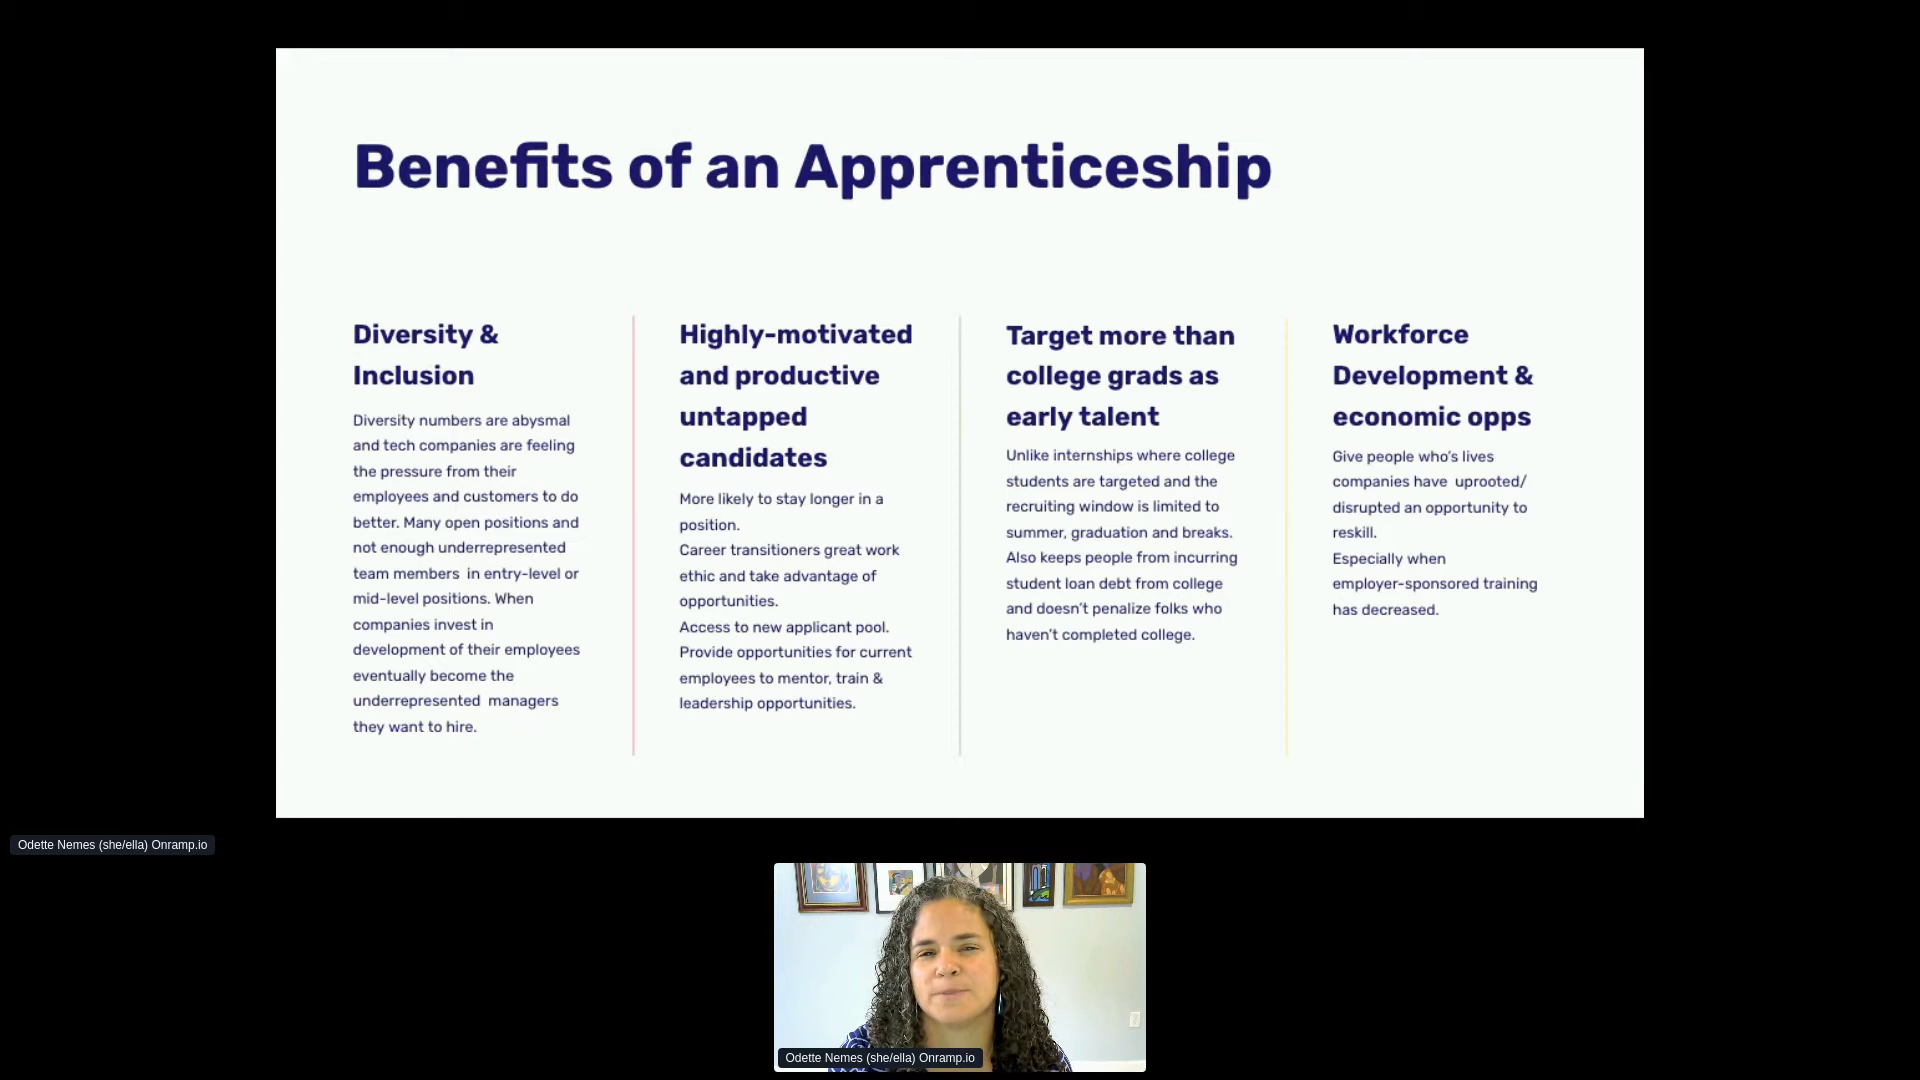 Benefits of an Apprenticeship
Diversity &
Inclusion
Diversity numbers are abysmal
and tech companies are feeling
the pressure from their
employees and customers to do
better. Many open positions and
not enough underrepresented
team members in entry-level or
mid-level positions. When
companies invest in
development of their employees
eventually become the
underrepresented managers
they want to hire.
Highly-motivated
and productive
untapped
candidates
More likely to stay longer in a
position.
Career transitioners great work
ethic and take advantage of
opportunities.
Access to new applicant pool.
Provide opportunities for current
employees to mentor, train &
leadership opportunities.
Target more than
college grads as
early talent
Unlike internships where college
students are targeted and the
recruiting window is limited to
summer, graduation and breaks.
Also keeps people from incurring
student loan debt from college
and doesn't penalize folks who
haven't completed college.
Workforce
Development &
economic opps
Give people who's lives
companies have uprooted/
disrupted an opportunity to
reskill.
Especially when
employer-sponsored training
has decreased.
Odette Nemes (she/ella) Onramp.io
Odette Nemes (she/ella) Onramp.io